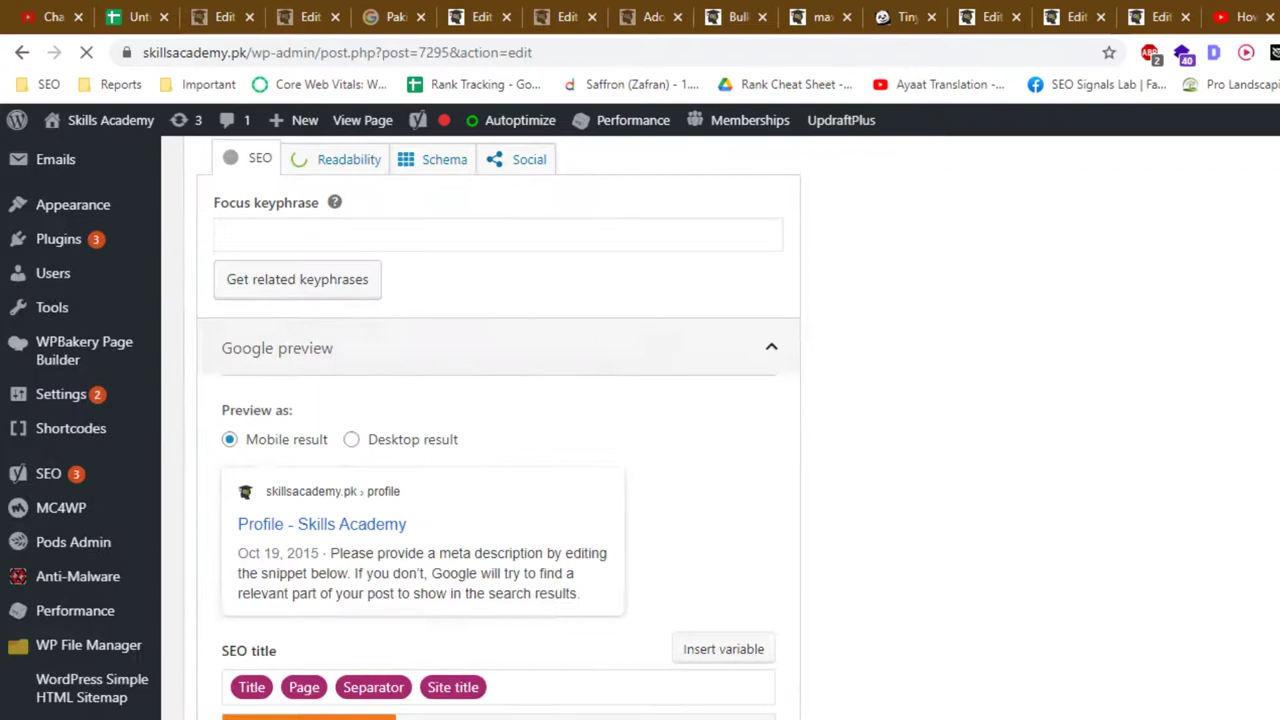 Cha
Unti
Edit
Edit
Paki
Edit
Edit
Ado
Bull
max
Tiny
Edit
Edit
Edit
How
skillsacademy.pk/wp-admin/post.php?post=7295&action=edit
2
40
SEO
Reports
Important
Core Web Vitals: W...
Rank Tracking - Go...
Saffron (Zafran) - 1....
Rank Cheat Sheet -...
Ayaat Translation -...
SEO Signals Lab | Fa...
Pro Landscapi
Skills Academy
3
1
New
View Page
Autoptimize
Performance
Memberships
UpdraftPlus
Emails
Appearance
Plugins 3
Users
Tools
WPBakery Page
Builder
Settings 2
Shortcodes
SEO 3
MC4WP
Pods Admin
Anti-Malware
Performance
WP File Manager
WordPress Simple
HTML Sitemap
SEO
Readability
Schema
Social
Focus keyphrase
Get related keyphrases
Google preview
Preview as:
Mobile result
Desktop result
skillsacademy.pk › profile
Profile - Skills Academy
Oct 19, 2015 · Please provide a meta description by editing
the snippet below. If you don't, Google will try to find a
relevant part of your post to show in the search results.
SEO title
Insert variable
Title
Page
Separator
Site title